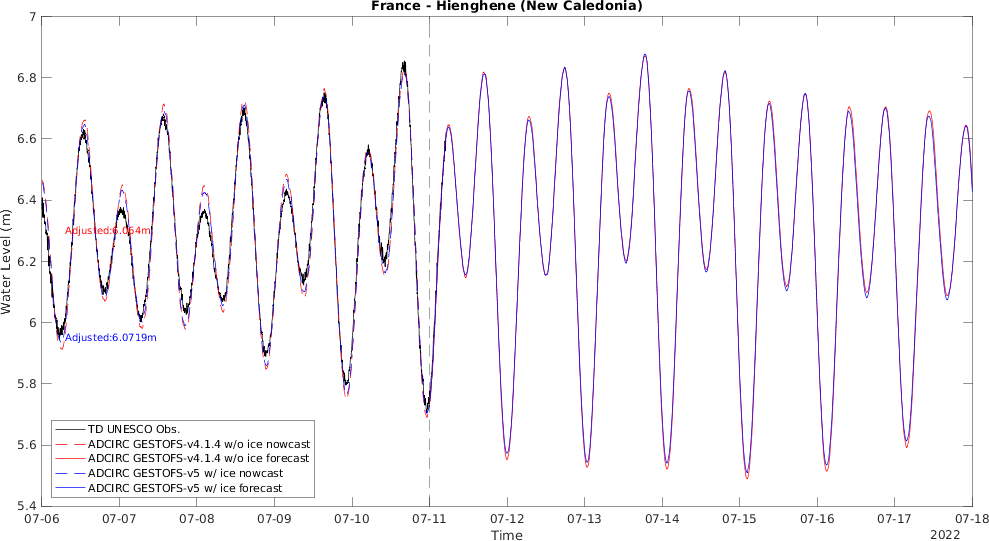 France - Hienghene (New Caledonia)
7
6.8
6.6
6.4
6.2
6
5.8
5.6
5.4
Water Level (m)
Adjusted:6.064m
Adjusted:6.0719m
TD UNESCO Obs.
ADCIRC GESTOFS-v4.1.4 w/o ice nowcast
ADCIRC GESTOFS-v4.1.4 w/o ice forecast
ADCIRC GESTOFS-v5 w/ ice nowcast
ADCIRC GESTOFS-v5 w/ ice forecast
07-06 07-07 07-08 07-09 07-10 07-11 07-12 07-13 07-14 07-15 07-16 07-17 07-18
Time
2022